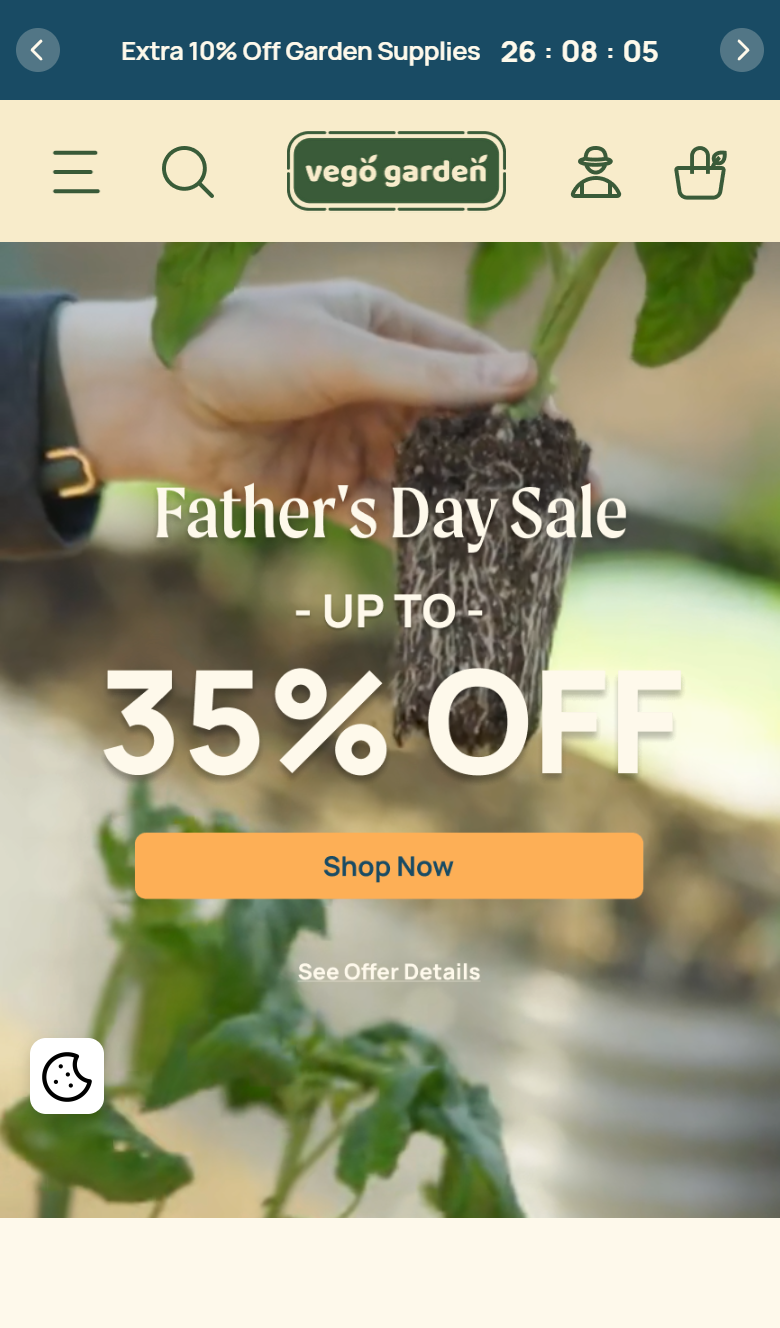 Extra 10% Off Garden Supplies 26 : 08 : 05
vego garden
Father's Day Sale
- UP TO -
35% OFF
Shop Now
See Offer Details